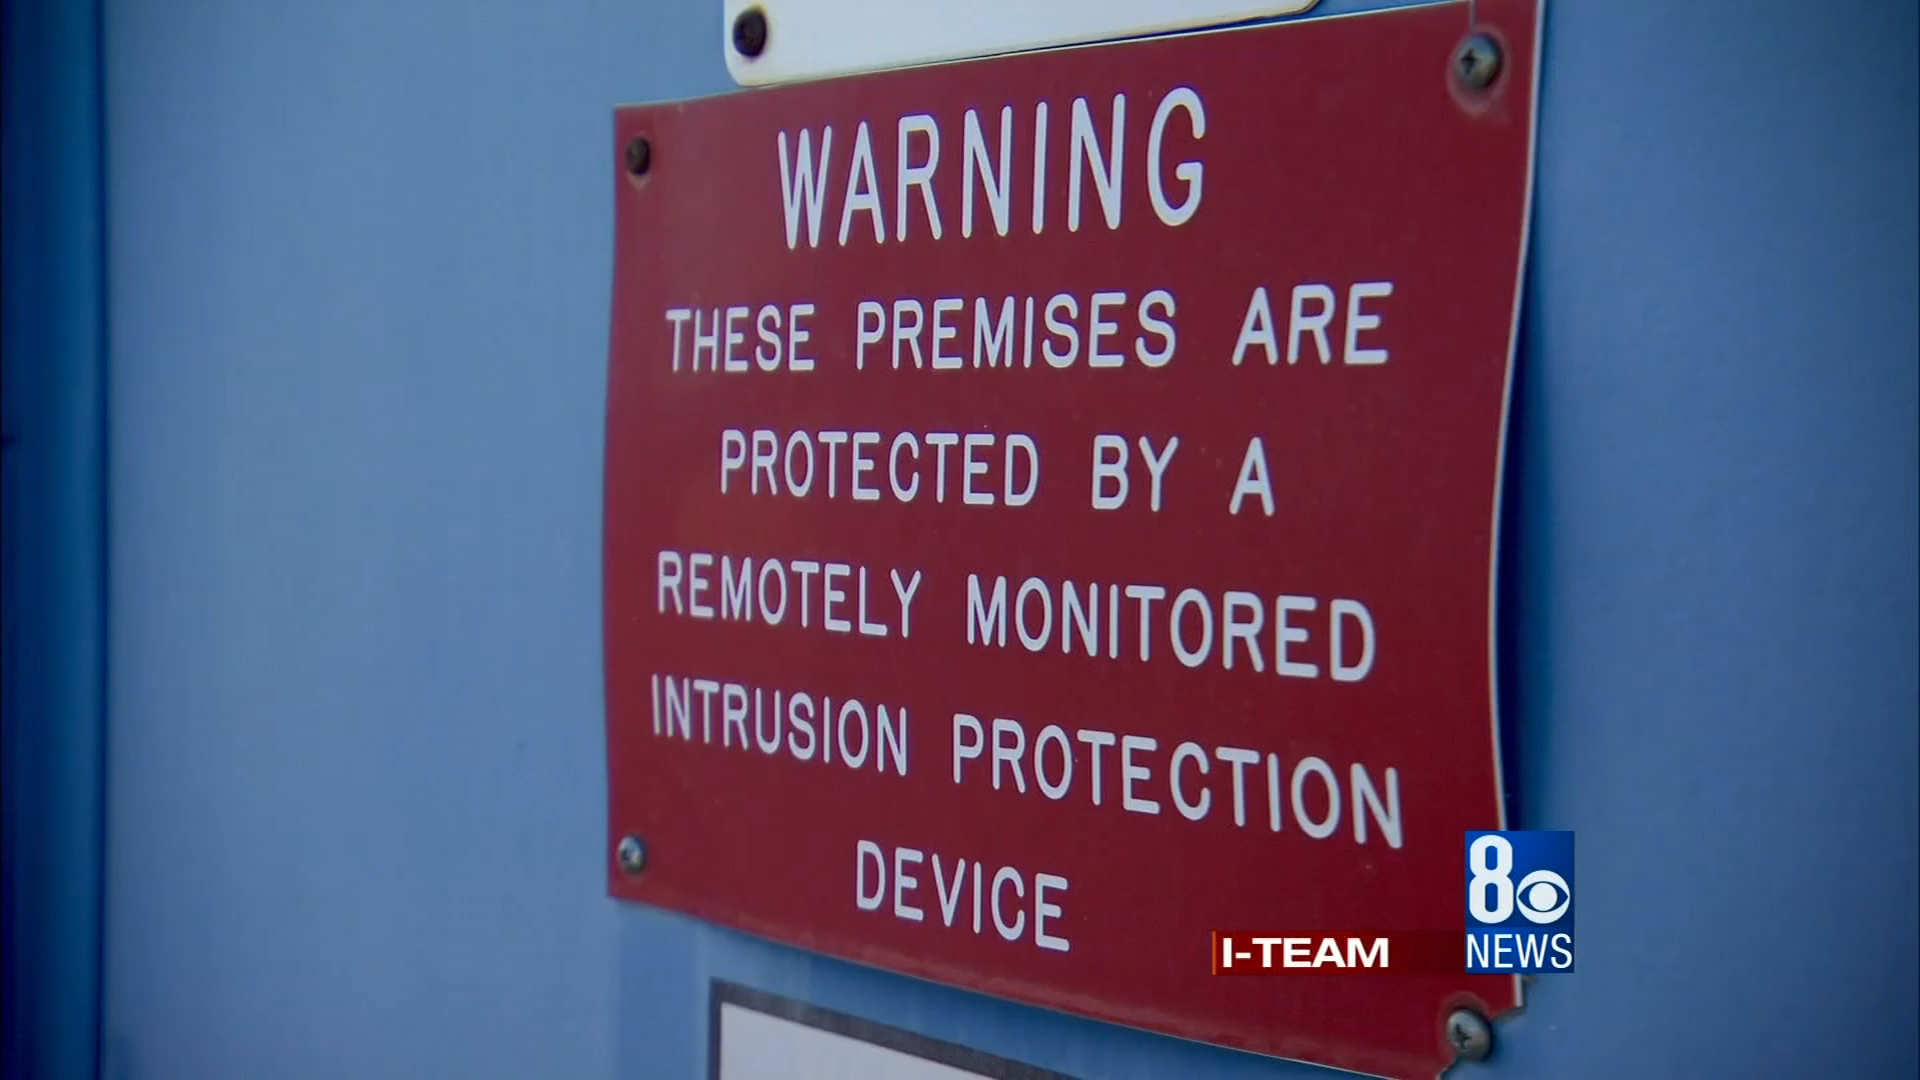 WARNING
THESE PREMISES ARE
PROTECTED BY A
REMOTELY MONITORED
INTRUSION PROTECTION
DEVICE
I-TEAM
8
NEWS